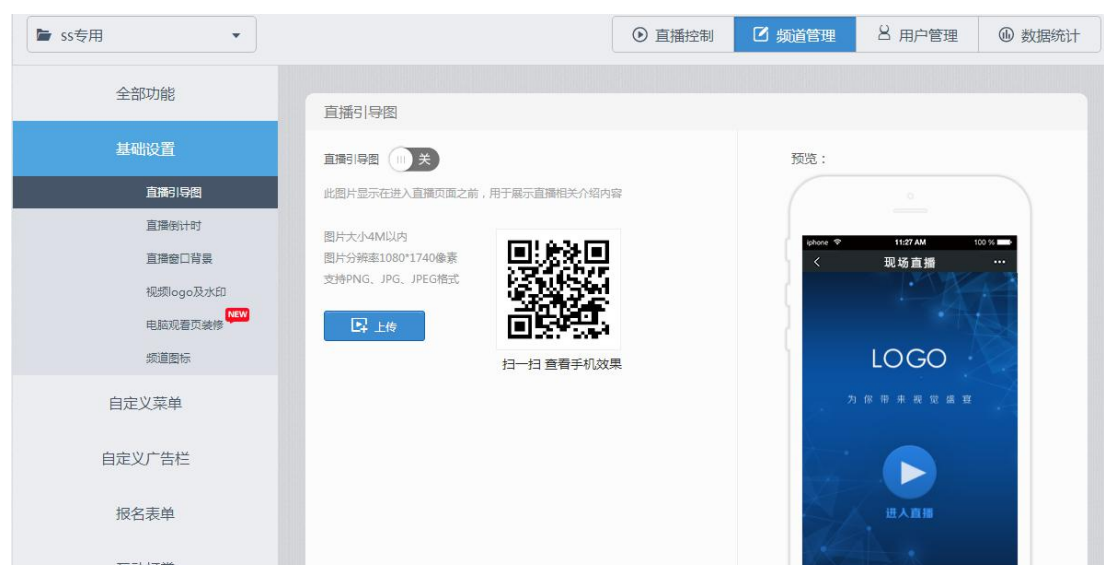 ss专用
直播控制
频道管理
用户管理
数据统计
全部功能
基础设置
直播引导图
直播倒计时
直播窗口背景
视频logo及水印
电脑观看页装修
NEW
频道图标
自定义菜单
自定义广告栏
报名表单
直播引导图
直播引导图
关
此图片显示在进入直播页面之前，用于展示直播相关介绍内容
图片大小4M以内
图片分辨率1080*1740像素
支持PNG、JPG、JPEG格式
上传
扫一扫 查看手机效果
预览：
iphone
11:27 AM
100 %
现场直播
LOGO
为你带来视觉盛宴
进入直播